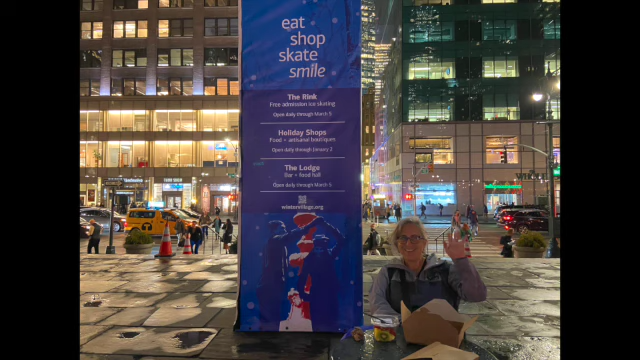 eat
shop
skate
smile
The Rink
Free admission ice skating
Open daily through March 5
Holiday Shops
Food + artisanal boutiques
Open daily through January 2
The Lodge
Bar + food hall
Open daily through March 5
wintervillage.org